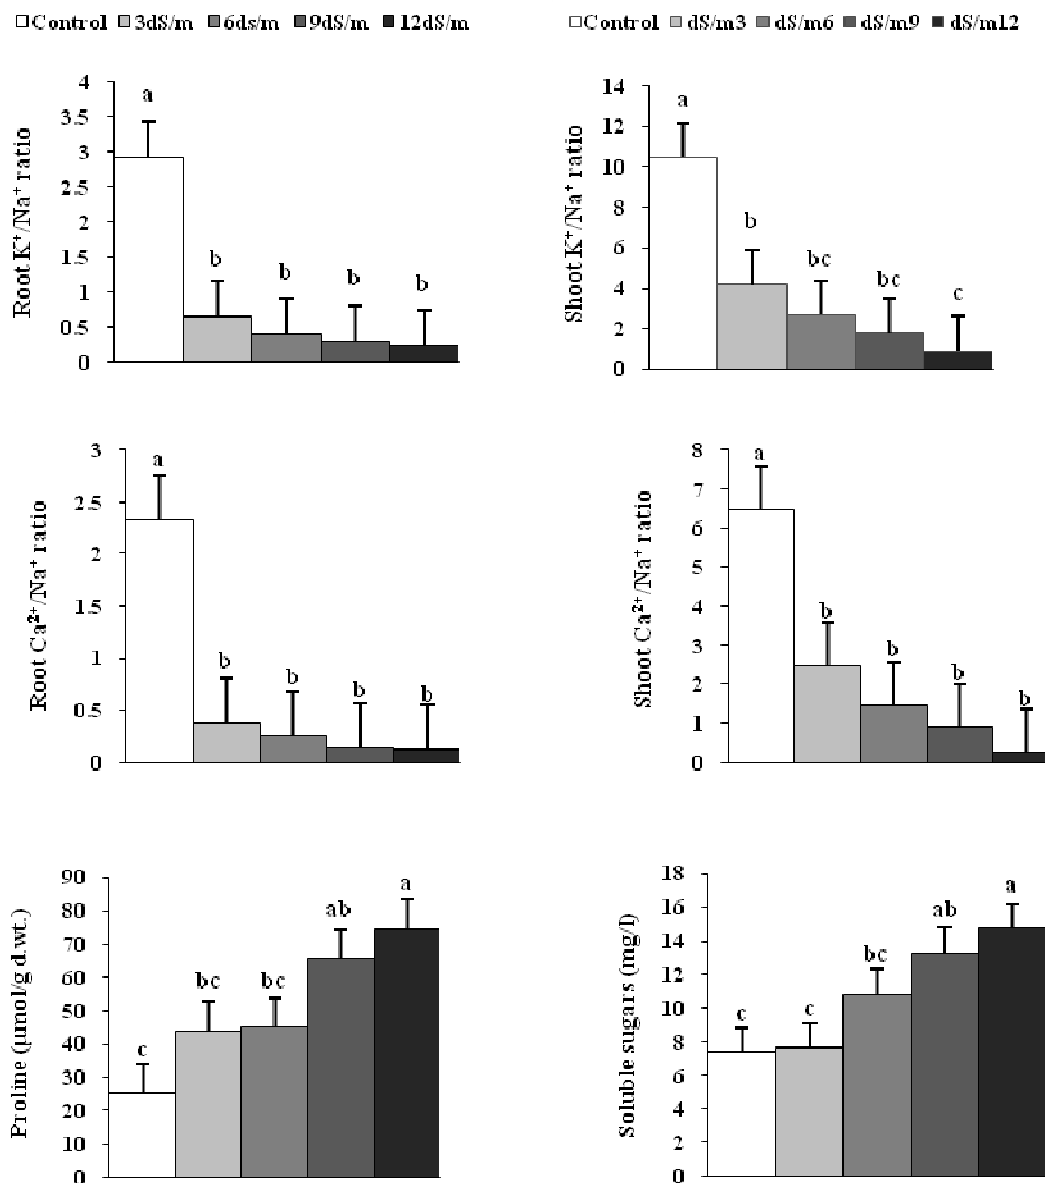 Control 3dS/m 6ds/m 9dS/m 12dS/m
Control dS/m3 dS/m6 dS/m9 dS/m12
Root K⁺/Na⁺ ratio
4
3.5
3
2.5
2
1.5
1
0.5
0
a
b
b
b
b
Shoot K⁺/Na⁺ ratio
14
12
10
8
6
4
2
0
a
b
bc
bc
c
Root Ca²⁺/Na⁺ ratio
3
2.5
2
1.5
1
0.5
0
a
b
b
b
b
Shoot Ca²⁺/Na⁺ ratio
8
7
6
5
4
3
2
1
0
a
b
b
b
b
Proline (µmol/g d.wt.)
90
80
70
60
50
40
30
20
10
0
c
bc
bc
ab
a
Soluble sugars (mg/l)
18
16
14
12
10
8
6
4
2
0
c
c
bc
ab
a